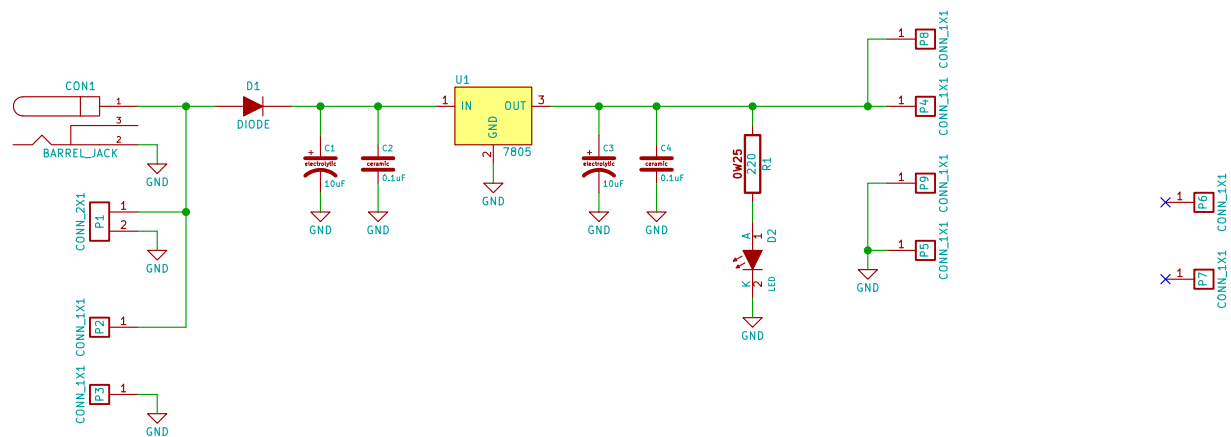 CON1
1
3
2
BARREL_JACK
GND
CONN_2X1
P1
1
2
GND
CONN_1X1
P2
1
CONN_1X1
P3
1
GND
D1
DIODE
C1
+
electrolytic
10uF
GND
C2
ceramic
0.1uF
GND
U1
1
IN
OUT
3
GND
2
7805
GND
C3
+
electrolytic
10uF
GND
C4
ceramic
0.1uF
GND
0W25
220
R1
A
1
D2
K
2
LED
GND
1
P8
CONN_1X1
1
P4
CONN_1X1
1
P9
CONN_1X1
1
P5
CONN_1X1
GND
1
P6
CONN_1X1
1
P7
CONN_1X1